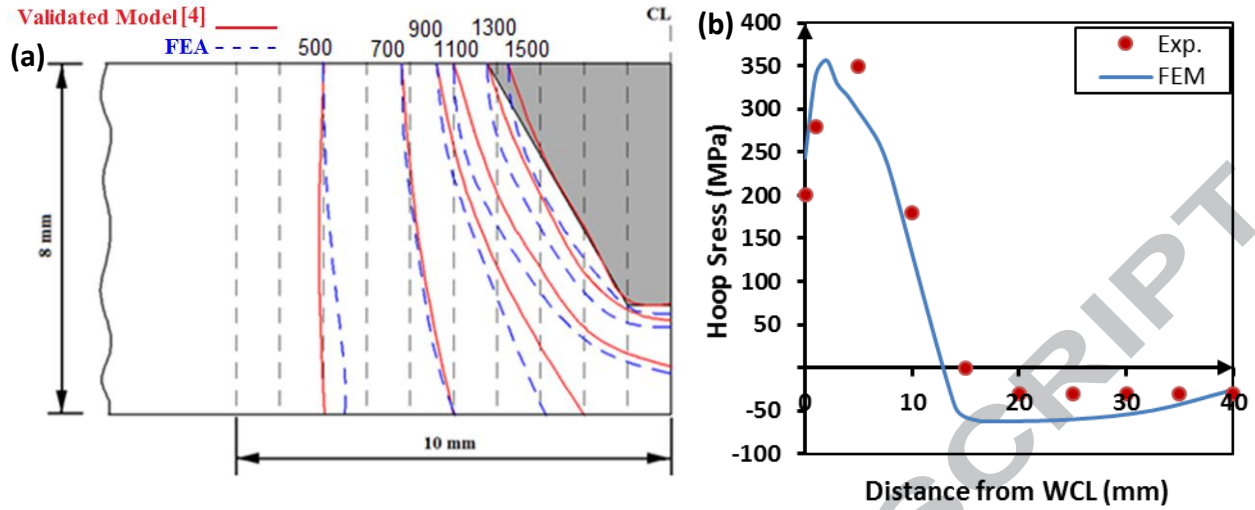 Validated Model [4]
FEA
(a)
500
700
900
1100
1300
1500
CL
8 mm
10 mm
(b)
Exp.
FEM
400
350
300
250
200
150
100
50
0
-50
-100
0
10
20
30
40
Hoop Sress (MPa)
Distance from WCL (mm)
SCRIPT